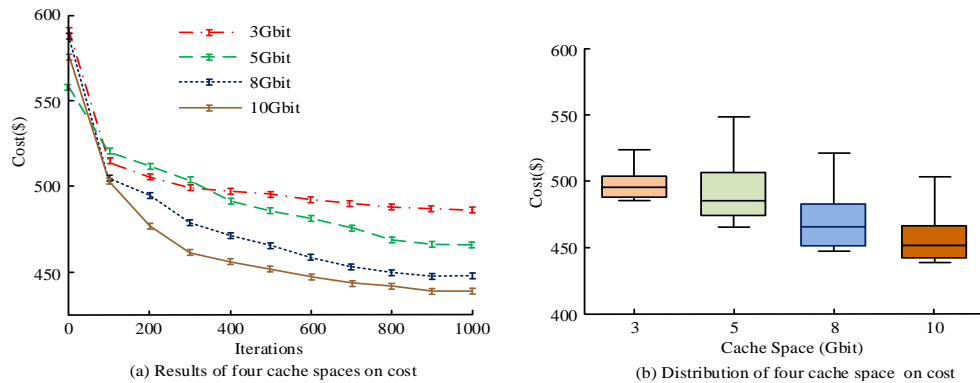 600
550
500
450
Cost($)
3Gbit
5Gbit
8Gbit
10Gbit
0 200 400 600 800 1000
Iterations
(a) Results of four cache spaces on cost
600
500
450
400
Cost($)
3 5 8 10
Cache Space (Gbit)
(b) Distribution of four cache space on cost